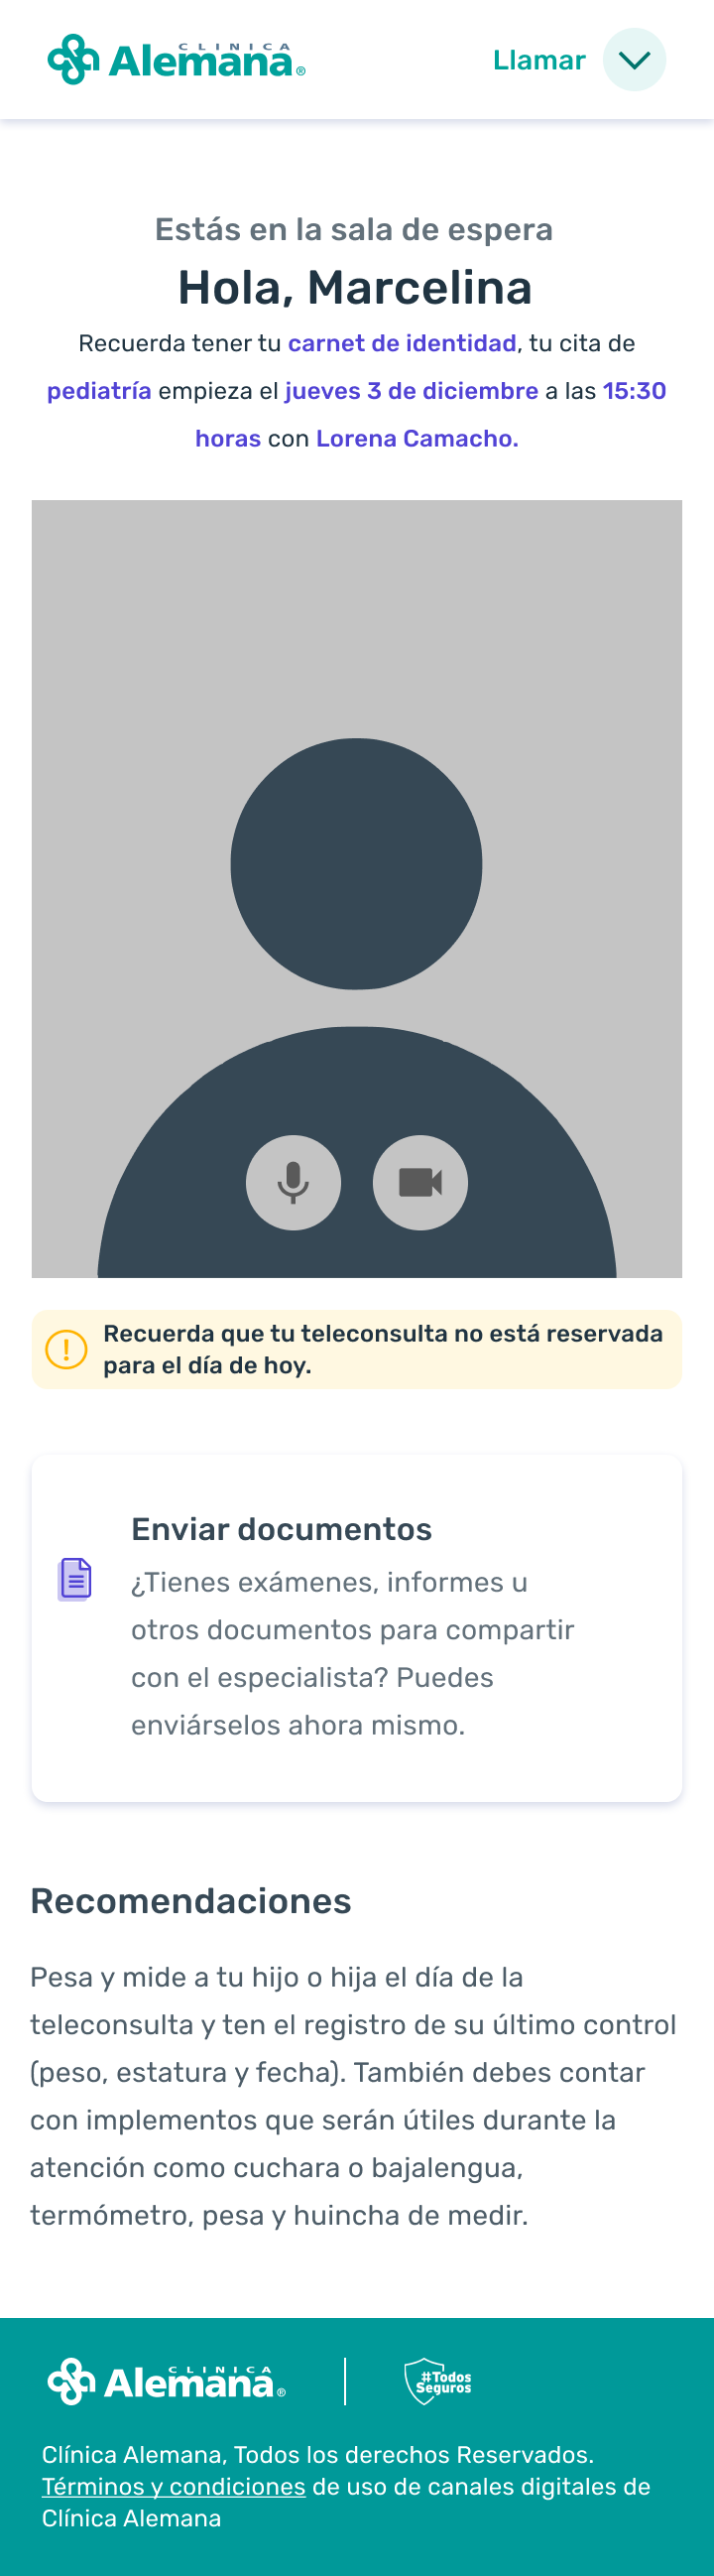 CLINICA
Alemana®
Llamar
Estás en la sala de espera
Hola, Marcelina
Recuerda tener tu carnet de identidad, tu cita de
pediatría empieza el jueves 3 de diciembre a las 15:30
horas con Lorena Camacho.
Recuerda que tu teleconsulta no está reservada
para el día de hoy.
Enviar documentos
¿Tienes exámenes, informes u
otros documentos para compartir
con el especialista? Puedes
enviárselos ahora mismo.
Recomendaciones
Pesa y mide a tu hijo o hija el día de la
teleconsulta y ten el registro de su último control
(peso, estatura y fecha). También debes contar
con implementos que serán útiles durante la
atención como cuchara o bajalengua,
termómetro, pesa y huincha de medir.
CLINICA
Alemana®
#Todos
Seguros
Clínica Alemana, Todos los derechos Reservados.
Términos y condiciones de uso de canales digitales de
Clínica Alemana